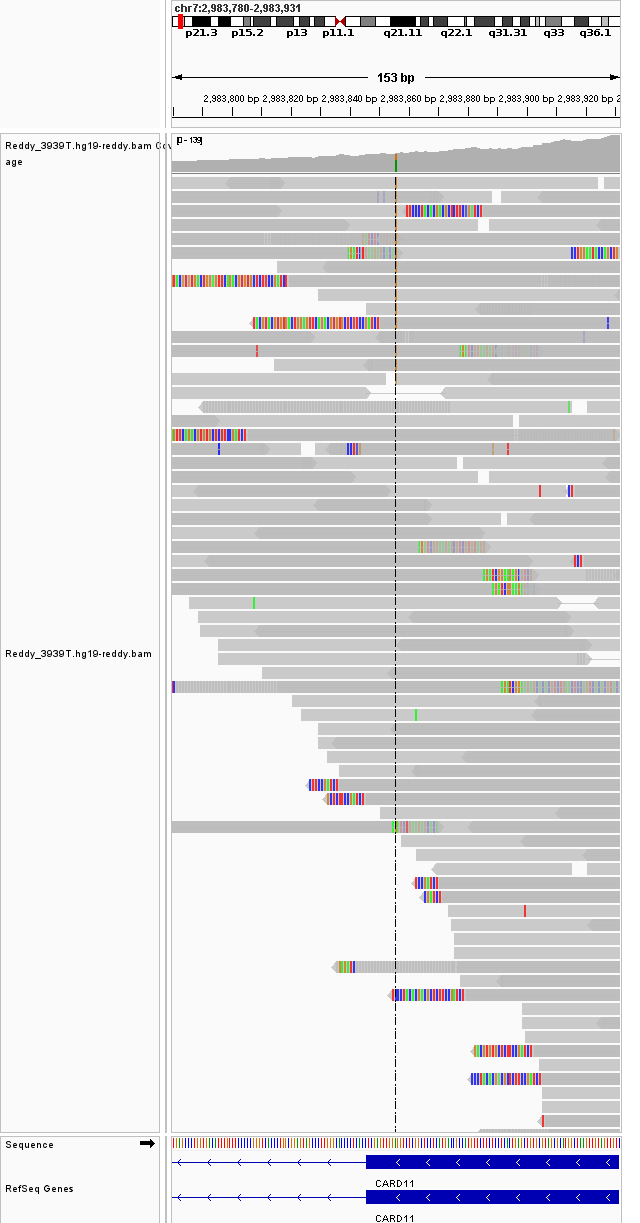 chr7:2,983,780-2,983,931
p21.3 p15.2 p13 p11.1 q21.11 q22.1 q31.31 q33 q36.1
153 bp
2,983,800 bp 2,983,820 bp 2,983,840 bp 2,983,860 bp 2,983,880 bp 2,983,900 bp 2,983,920 bp 2
[0 - 139]
Reddy_3939T.hg19-reddy.bam Cov
age
Reddy_3939T.hg19-reddy.bam
Sequence
RefSeq Genes
CARD11
CARD11